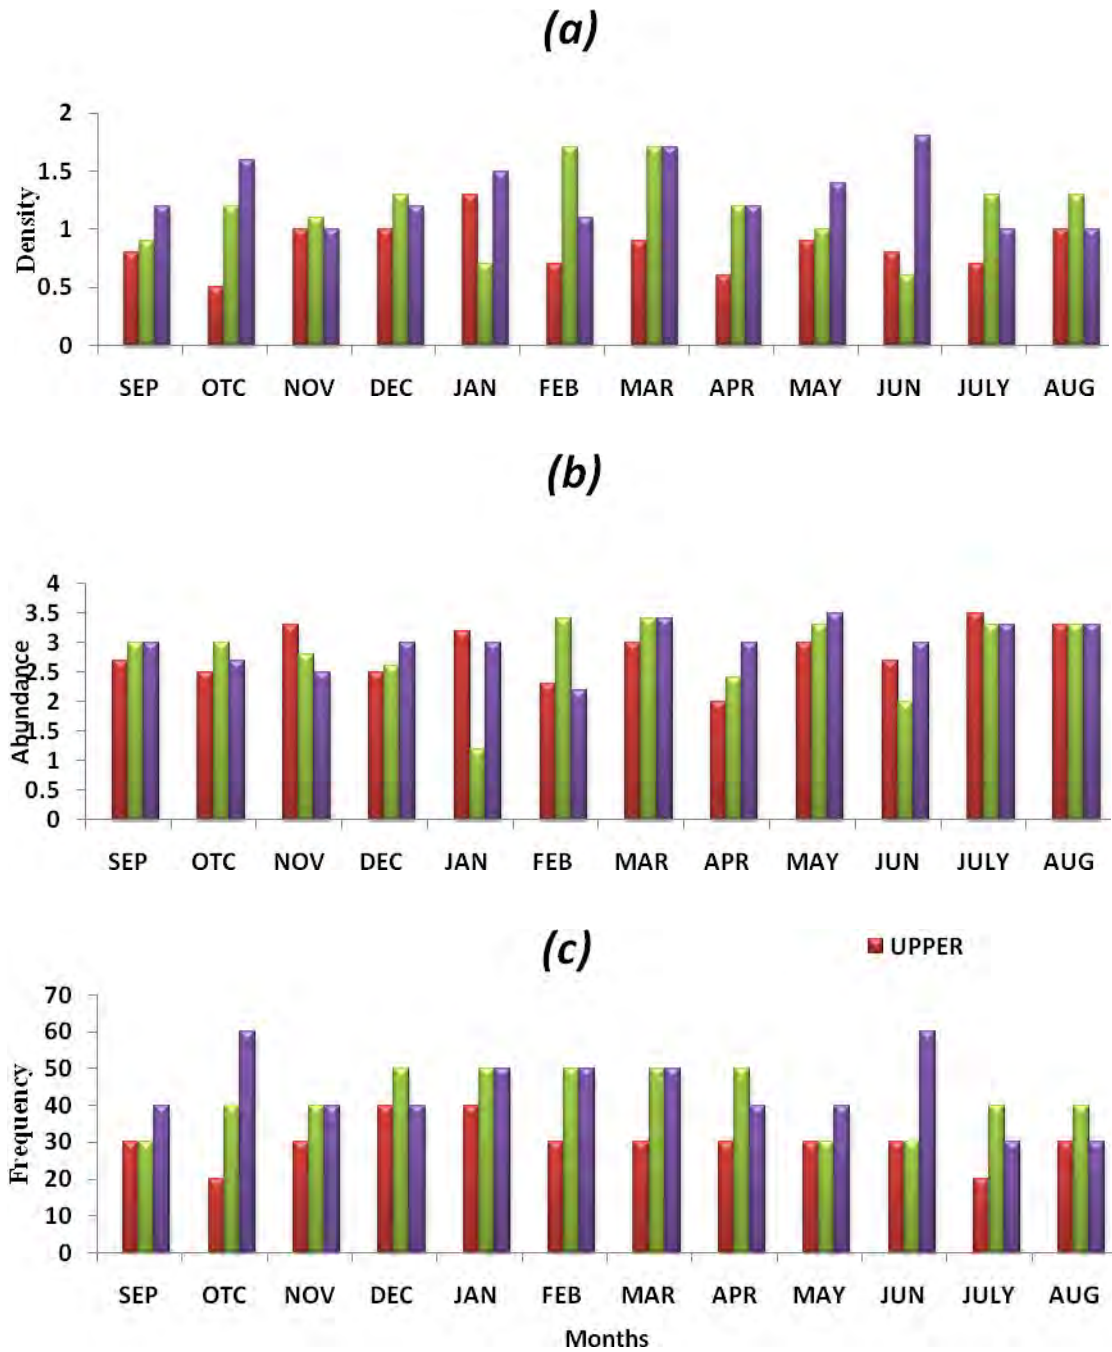 (a)
2
1.5
1
0.5
0
Density
SEP OTC NOV DEC JAN FEB MAR APR MAY JUN JULY AUG
(b)
4
3.5
3
2.5
2
1.5
1
0.5
0
Abundance
SEP OTC NOV DEC JAN FEB MAR APR MAY JUN JULY AUG
(c)
UPPER
70
60
50
40
30
20
10
0
Frequency
SEP OTC NOV DEC JAN FEB MAR APR MAY JUN JULY AUG
Months